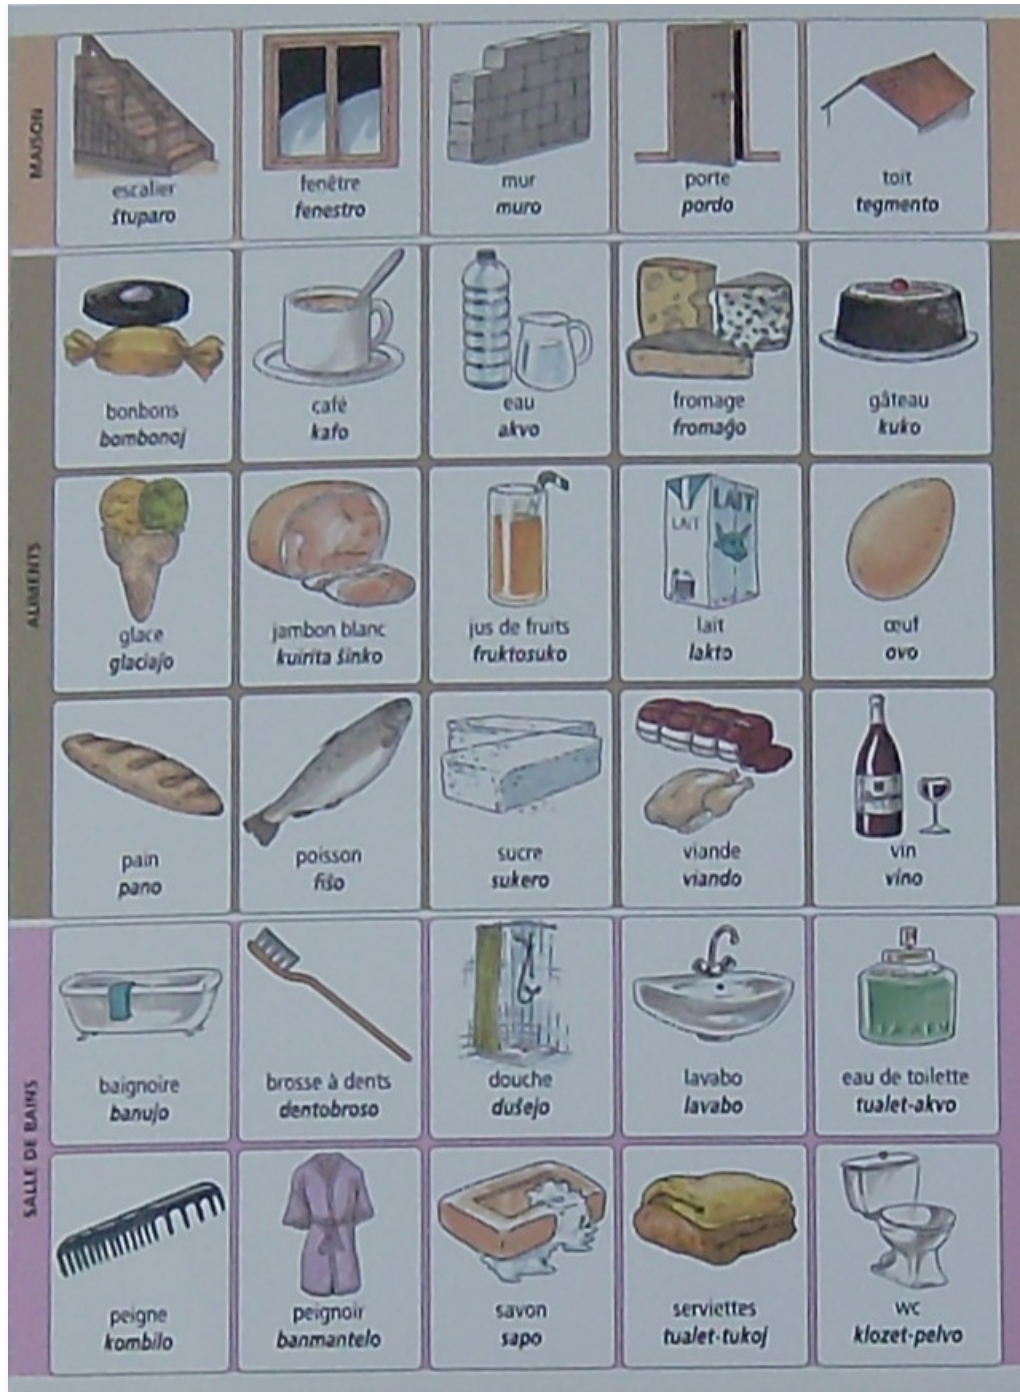 MAISON
escalier
ŝtuparo
fenêtre
fenestro
mur
muro
porte
pordo
toit
tegmento
ALIMENTS
bonbons
bombonoj
café
kafo
eau
akvo
fromage
fromaĝo
gâteau
kuko
glace
glaciaĵo
jambon blanc
kuirita ŝinko
jus de fruits
fruktosuko
LAIT
LAIT
lait
lakto
œuf
ovo
pain
pano
poisson
fiŝo
sucre
sukero
viande
viando
vin
vino
SALLE DE BAINS
baignoire
banujo
brosse à dents
dentobroso
douche
duŝejo
lavabo
lavabo
eau de toilette
tualet-akvo
peigne
kombilo
peignoir
banmantelo
savon
sapo
serviettes
tualet-tukoj
wc
klozet-pelvo